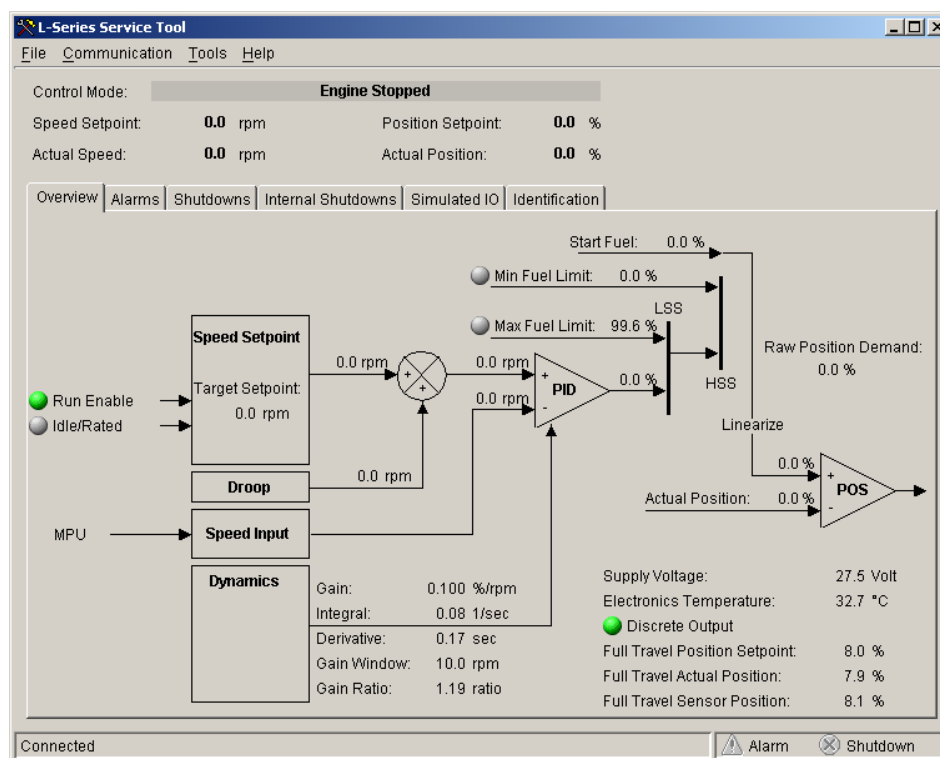 L-Series Service Tool
File Communication Tools Help
Control Mode: Engine Stopped
Speed Setpoint: 0.0 rpm Position Setpoint: 0.0 %
Actual Speed: 0.0 rpm Actual Position: 0.0 %
Overview Alarms Shutdowns Internal Shutdowns Simulated IO Identification
Start Fuel: 0.0 %
Min Fuel Limit: 0.0 %
LSS
Max Fuel Limit: 99.6 %
Speed Setpoint
Raw Position Demand:
0.0 %
0.0 rpm
0.0 rpm
+
+
+
PID
-
0.0 %
HSS
Target Setpoint:
0.0 rpm
0.0 rpm
Run Enable
Idle/Rated
Linearize
Droop
0.0 rpm
0.0 %
+
POS
-
Actual Position: 0.0 %
MPU
Speed Input
Dynamics
Gain: 0.100 %/rpm
Integral: 0.08 1/sec
Derivative: 0.17 sec
Gain Window: 10.0 rpm
Gain Ratio: 1.19 ratio
Supply Voltage: 27.5 Volt
Electronics Temperature: 32.7 °C
Discrete Output
Full Travel Position Setpoint: 8.0 %
Full Travel Actual Position: 7.9 %
Full Travel Sensor Position: 8.1 %
Connected
Alarm
Shutdown